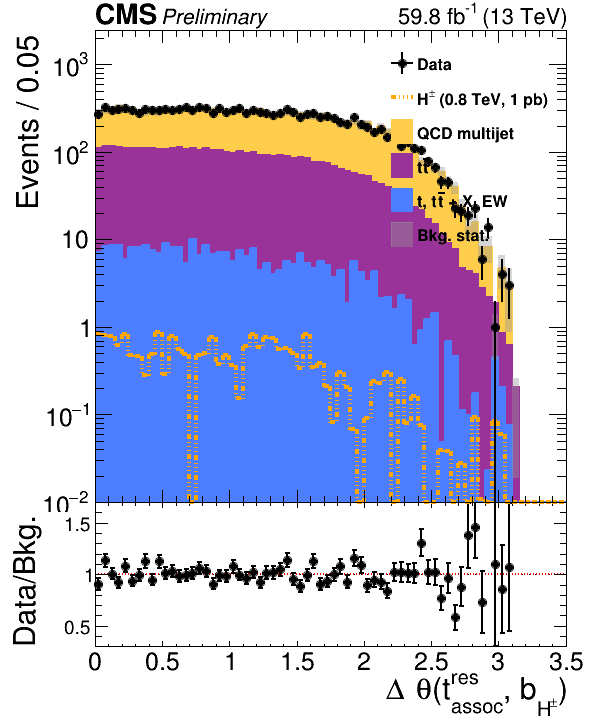 CMS Preliminary 59.8 fb⁻¹ (13 TeV)
Events / 0.05
10³
10²
10
1
10⁻¹
10⁻²
Data
H± (0.8 TeV, 1 pb)
QCD multijet
tt̄
t, tt̄ + X, EW
Bkg. stat.
Data/Bkg.
1.5
1
0.5
0 0.5 1 1.5 2 2.5 3 3.5
Δ θ(t^res_assoc, b_H±)